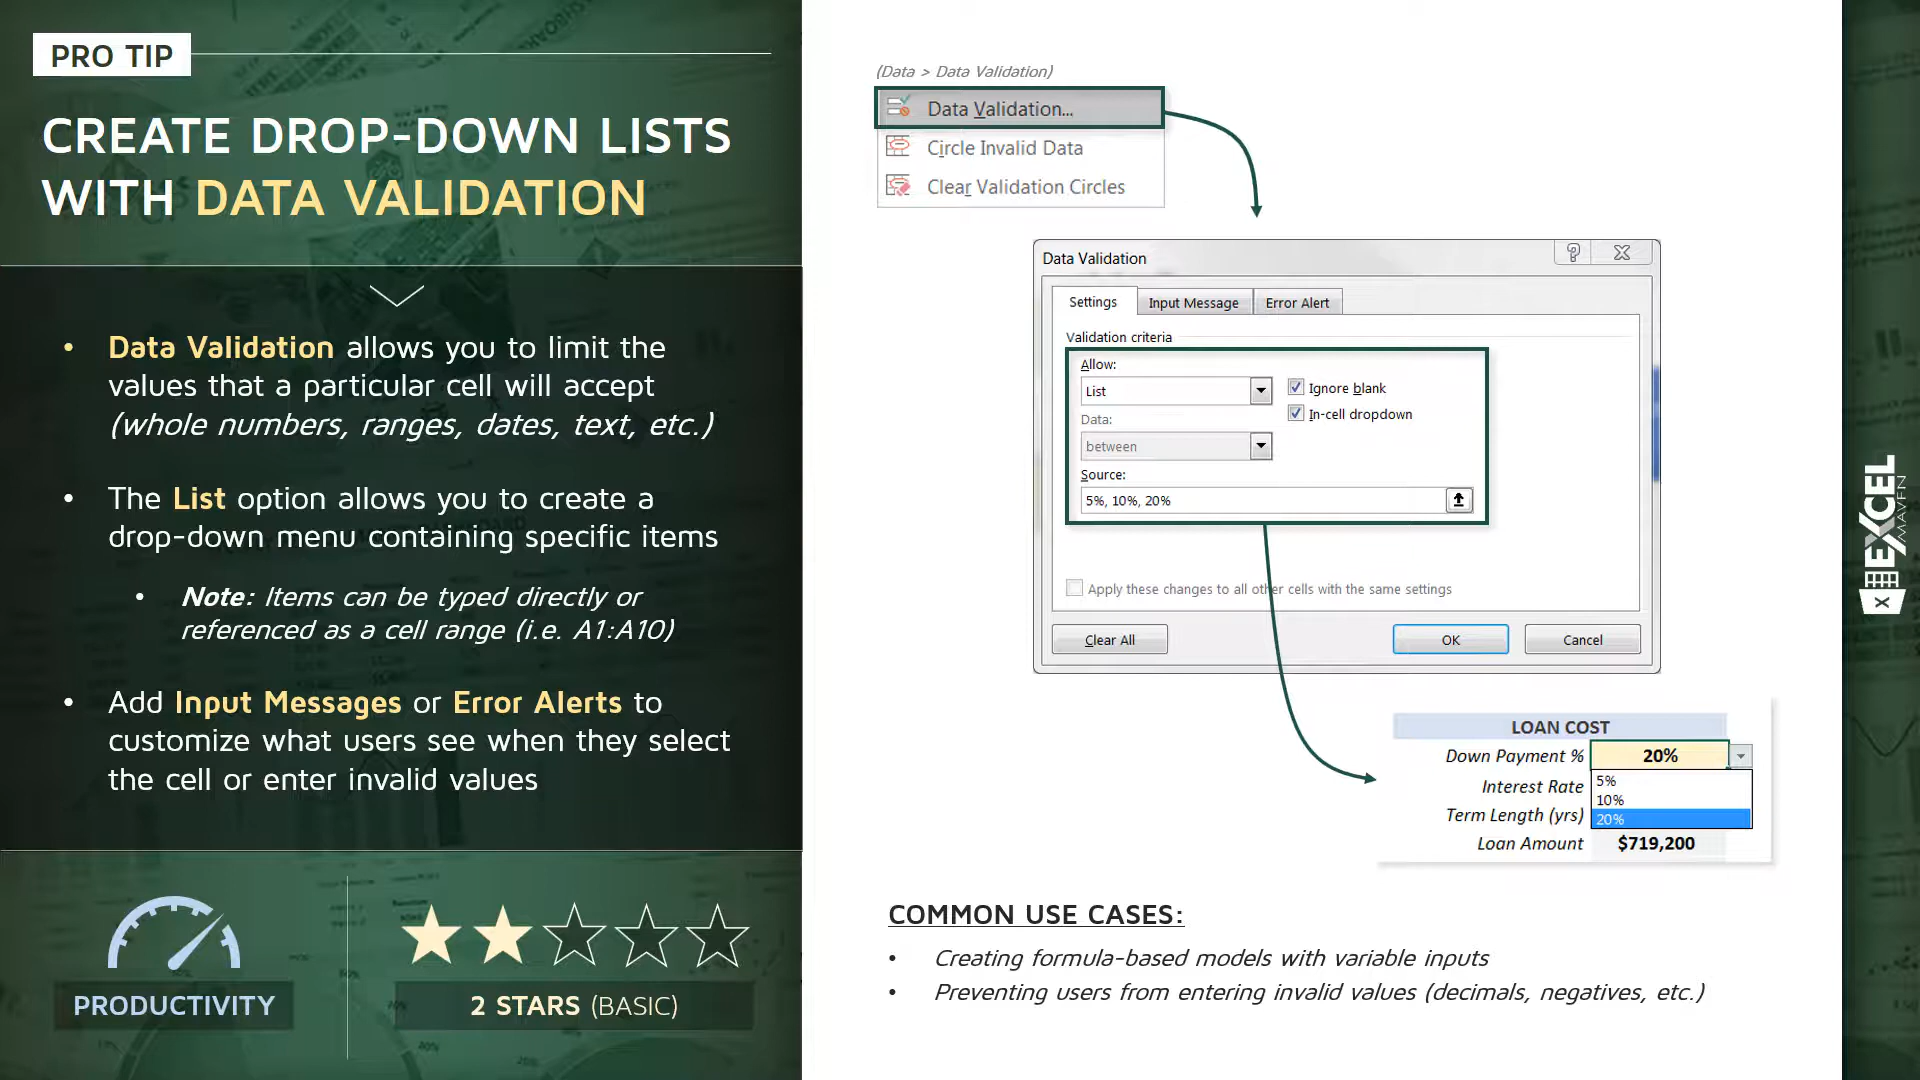 PRO TIP
CREATE DROP-DOWN LISTS
WITH DATA VALIDATION
• Data Validation allows you to limit the
values that a particular cell will accept
(whole numbers, ranges, dates, text, etc.)
• The List option allows you to create a
drop-down menu containing specific items
• Note: Items can be typed directly or
referenced as a cell range (i.e. A1:A10)
• Add Input Messages or Error Alerts to
customize what users see when they select
the cell or enter invalid values
PRODUCTIVITY
2 STARS (BASIC)
(Data > Data Validation)
Data Validation...
Circle Invalid Data
Clear Validation Circles
Data Validation
Settings Input Message Error Alert
Validation criteria
Allow:
List
Ignore blank
In-cell dropdown
Data:
between
Source:
5%, 10%, 20%
Apply these changes to all other cells with the same settings
Clear All OK Cancel
LOAN COST
Down Payment % 20%
Interest Rate
Term Length (yrs)
5%
10%
20%
Loan Amount $719,200
COMMON USE CASES:
• Creating formula-based models with variable inputs
• Preventing users from entering invalid values (decimals, negatives, etc.)
EXCEL
MAVEN